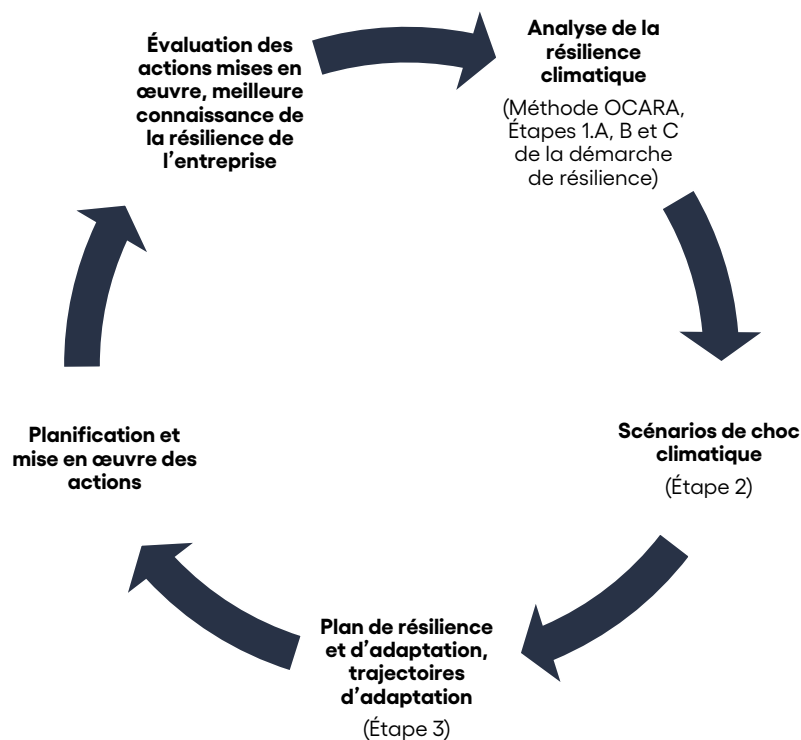 Évaluation des
actions mises en
œuvre, meilleure
connaissance de
la résilience de
l’entreprise
Analyse de la
résilience
climatique
(Méthode OCARA,
Étapes 1.A, B et C
de la démarche
de résilience)
Scénarios de choc
climatique
(Étape 2)
Plan de résilience
et d’adaptation,
trajectoires
d’adaptation
(Étape 3)
Planification et
mise en œuvre des
actions